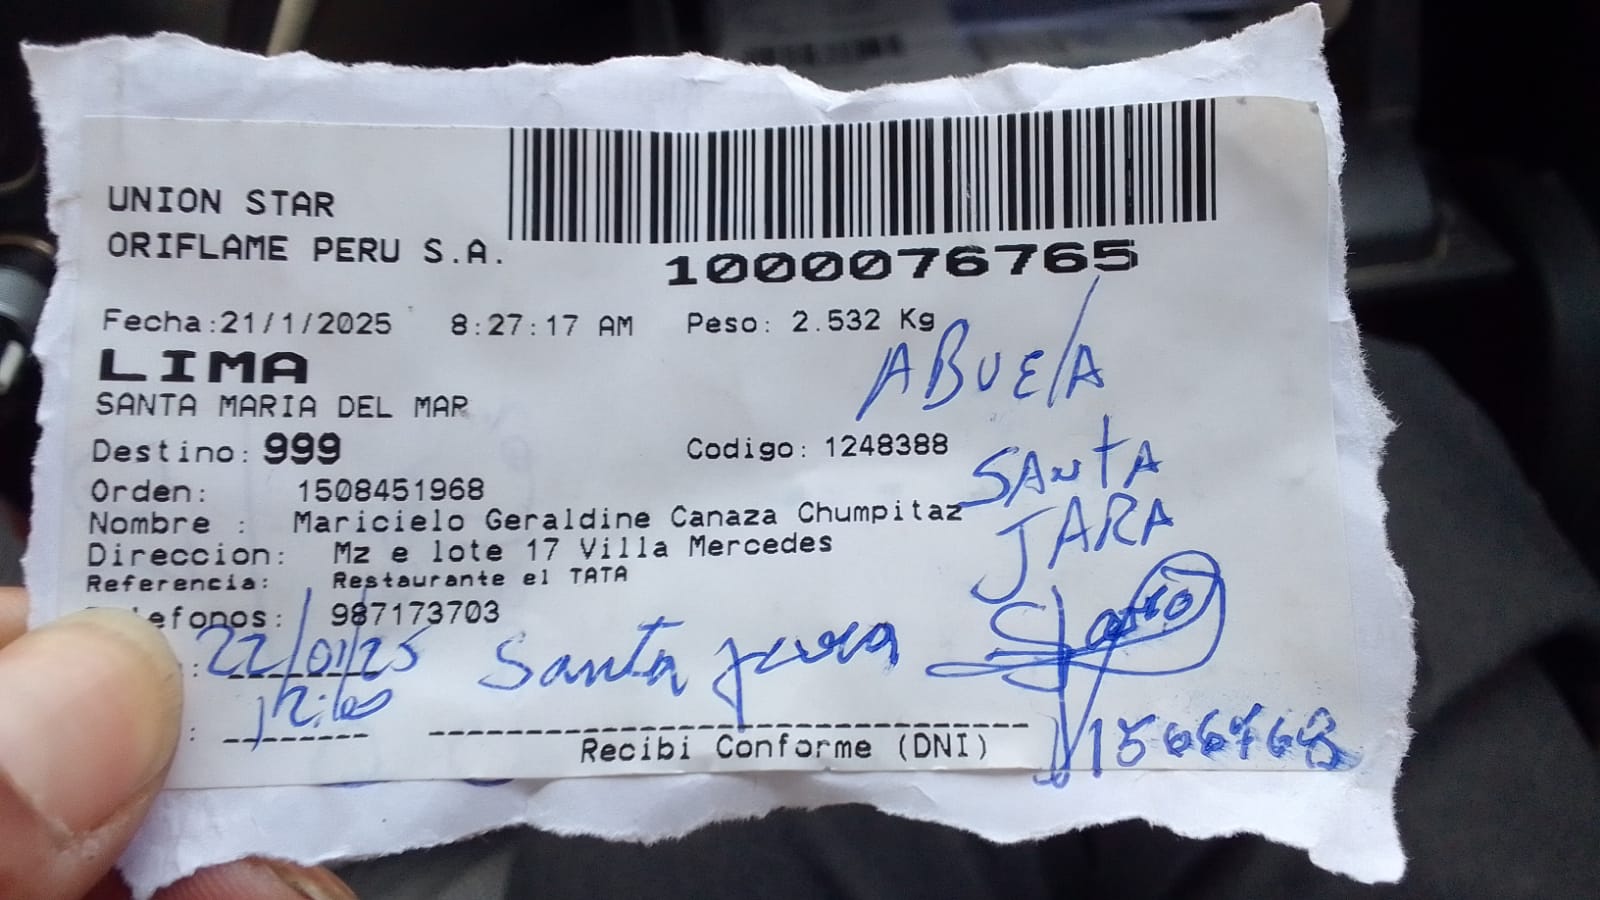 UNION STAR
ORIFLAME PERU S.A.
1000076765
Fecha:21/1/2025 8:27:17 AM Peso: 2.532 Kg
LIMA
ABUELA
SANTA MARIA DEL MAR
Destino: 999 Codigo: 1248388
SANTA
Orden: 1508451968
Nombre : Maricielo Geraldine Canaza Chumpitaz
JARA
Direccion: Mz e lote 17 Villa Mercedes
Referencia: Restaurante el TATA
efonos: 987173703
: 22/01/25 Santa jara
:
Recibi Conforme (DNI)